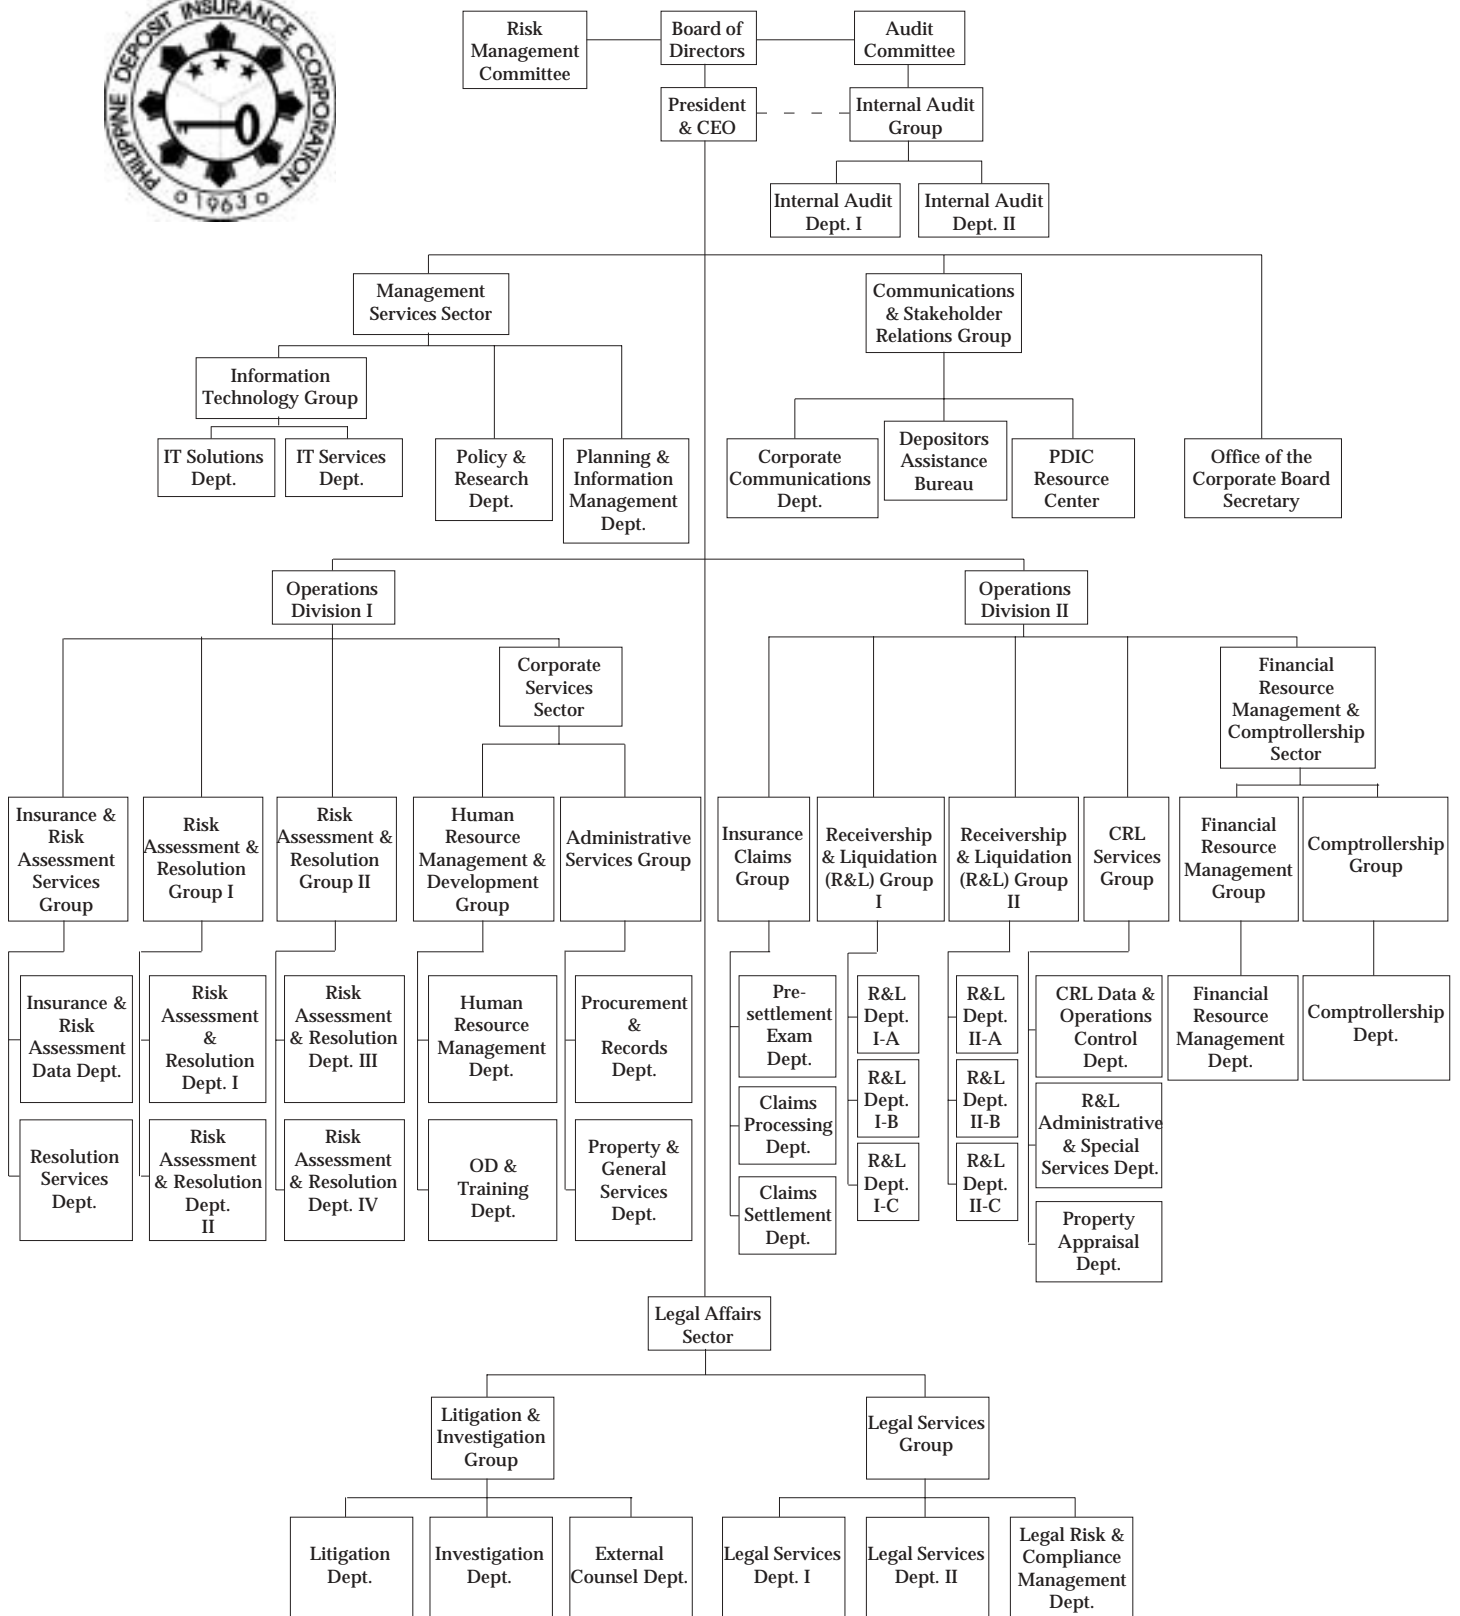 PHILIPPINE DEPOSIT INSURANCE CORPORATION
1963
Risk
Management
Committee
Board of
Directors
Audit
Committee
President
& CEO
Internal Audit
Group
Internal Audit
Dept. I
Internal Audit
Dept. II
Management
Services Sector
Communications
& Stakeholder
Relations Group
Information
Technology Group
IT Solutions
Dept.
IT Services
Dept.
Policy &
Research
Dept.
Planning &
Information
Management
Dept.
Corporate
Communications
Dept.
Depositors
Assistance
Bureau
PDIC
Resource
Center
Office of the
Corporate Board
Secretary
Operations
Division I
Operations
Division II
Corporate
Services
Sector
Financial
Resource
Management &
Comptrollership
Sector
Insurance &
Risk
Assessment
Services
Group
Risk
Assessment &
Resolution
Group I
Risk
Assessment &
Resolution
Group II
Human
Resource
Management &
Development
Group
Administrative
Services Group
Insurance
Claims
Group
Receivership
& Liquidation
(R&L) Group
I
Receivership
& Liquidation
(R&L) Group
II
CRL
Services
Group
Financial
Resource
Management
Group
Comptrollership
Group
Insurance &
Risk
Assessment
Data Dept.
Risk
Assessment
&
Resolution
Dept. I
Risk
Assessment
& Resolution
Dept. III
Human
Resource
Management
Dept.
Procurement
&
Records
Dept.
Pre-
settlement
Exam
Dept.
R&L
Dept.
I-A
R&L
Dept.
II-A
CRL Data &
Operations
Control
Dept.
Financial
Resource
Management
Dept.
Comptrollership
Dept.
Claims
Processing
Dept.
R&L
Dept.
I-B
R&L
Dept.
II-B
R&L
Administrative
& Special
Services Dept.
Resolution
Services
Dept.
Risk
Assessment
& Resolution
Dept.
II
Risk
Assessment
& Resolution
Dept. IV
OD &
Training
Dept.
Property &
General
Services
Dept.
Claims
Settlement
Dept.
R&L
Dept.
I-C
R&L
Dept.
II-C
Property
Appraisal
Dept.
Legal Affairs
Sector
Litigation &
Investigation
Group
Legal Services
Group
Litigation
Dept.
Investigation
Dept.
External
Counsel Dept.
Legal Services
Dept. I
Legal Services
Dept. II
Legal Risk &
Compliance
Management
Dept.